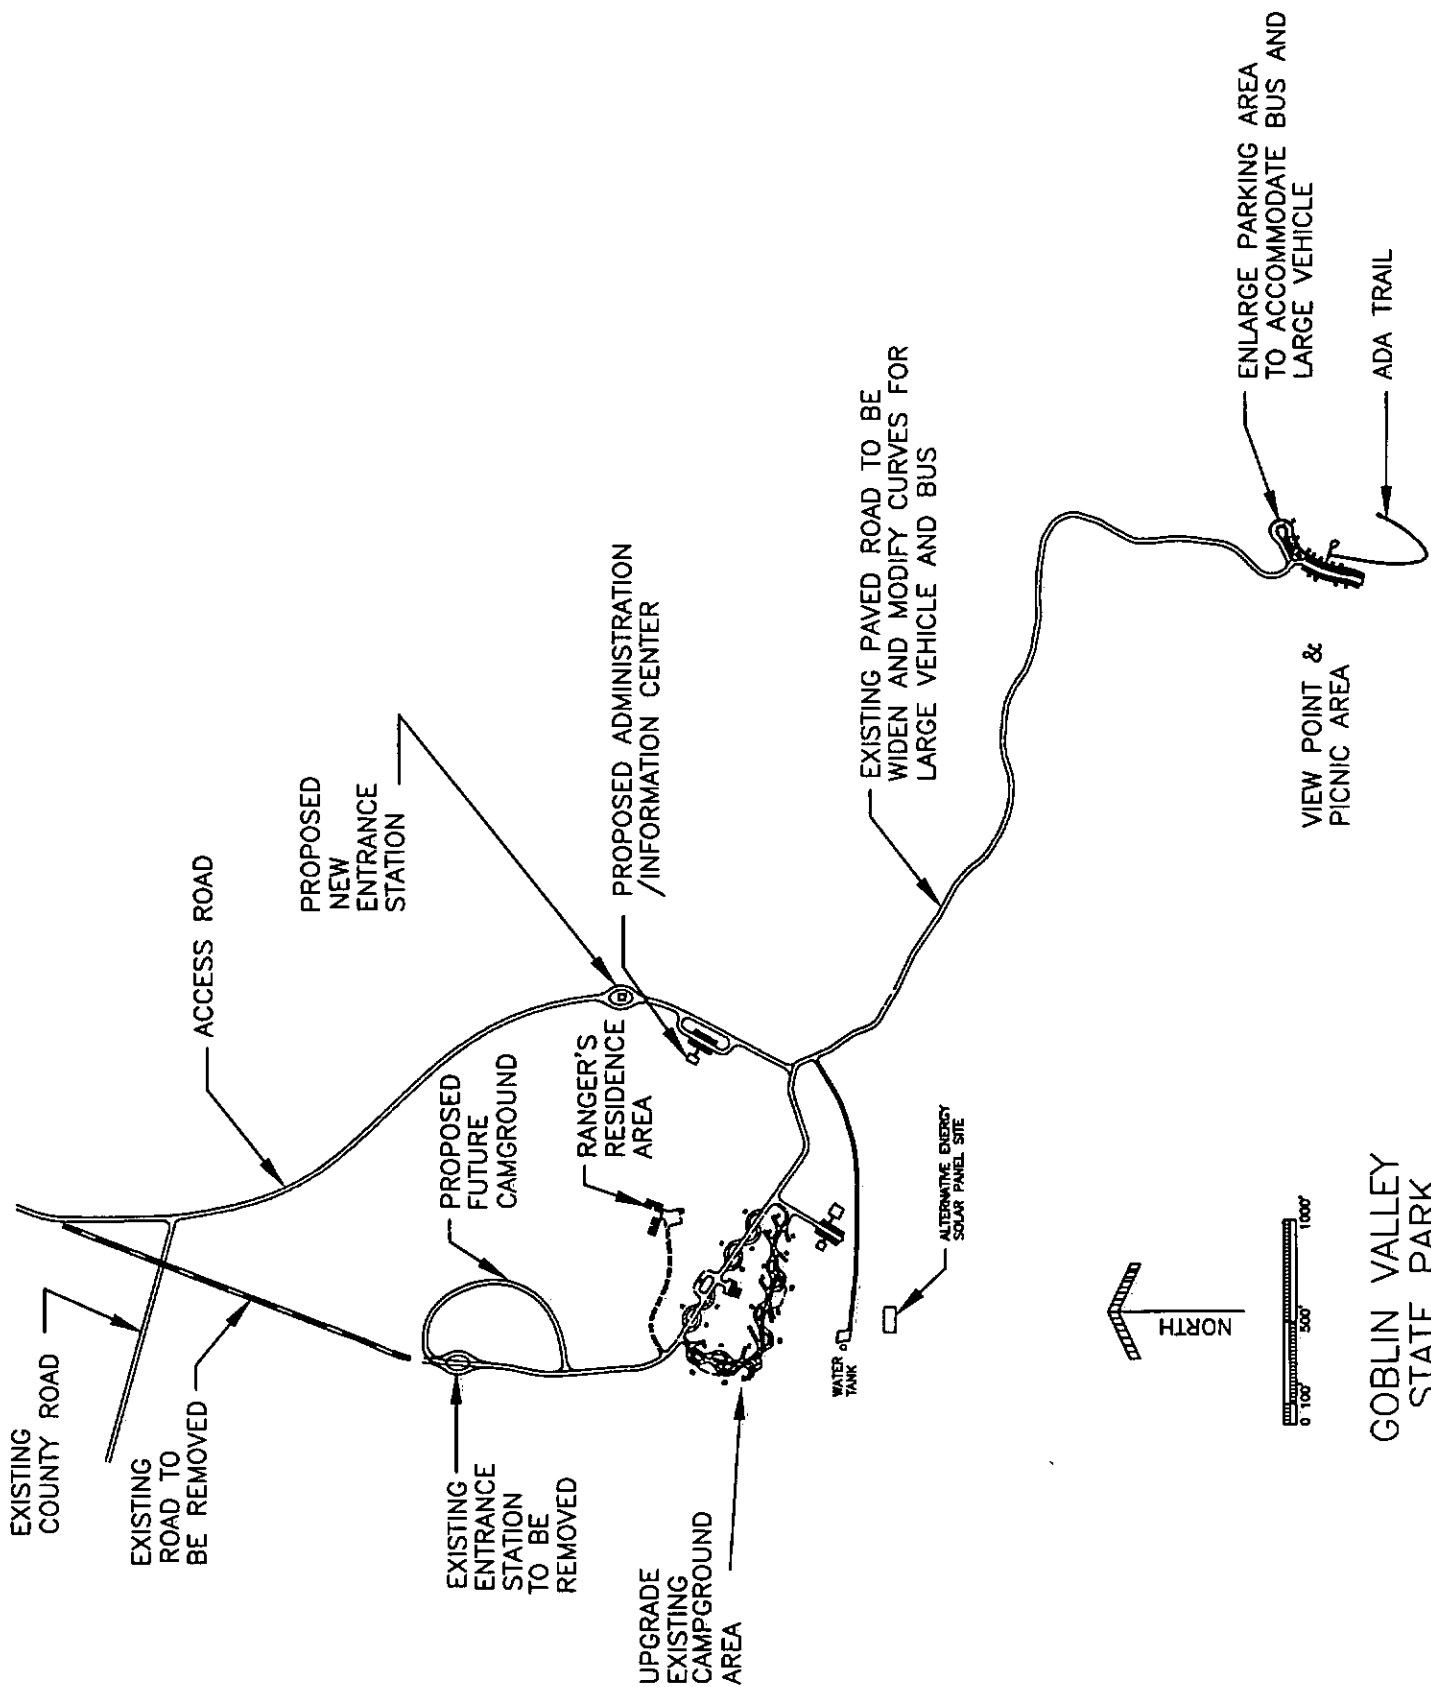 EXISTING
COUNTY ROAD
EXISTING
ROAD TO
BE REMOVED
EXISTING
ENTRANCE
STATION
TO BE
REMOVED
UPGRADE
EXISTING
CAMPGROUND
AREA
ACCESS ROAD
PROPOSED
NEW
ENTRANCE
STATION
PROPOSED
FUTURE
CAMGROUND
RANGER'S
RESIDENCE
AREA
PROPOSED ADMINISTRATION
/INFORMATION CENTER
WATER
TANK
ALTERNATIVE ENERGY
SOLAR PANEL SITE
EXISTING PAVED ROAD TO BE
WIDEN AND MODIFY CURVES FOR
LARGE VEHICLE AND BUS
ENLARGE PARKING AREA
TO ACCOMMODATE BUS AND
LARGE VEHICLE
ADA TRAIL
VIEW POINT &
PICNIC AREA
NORTH
0 100' 500' 1000'
GOBLIN VALLEY
STATE PARK